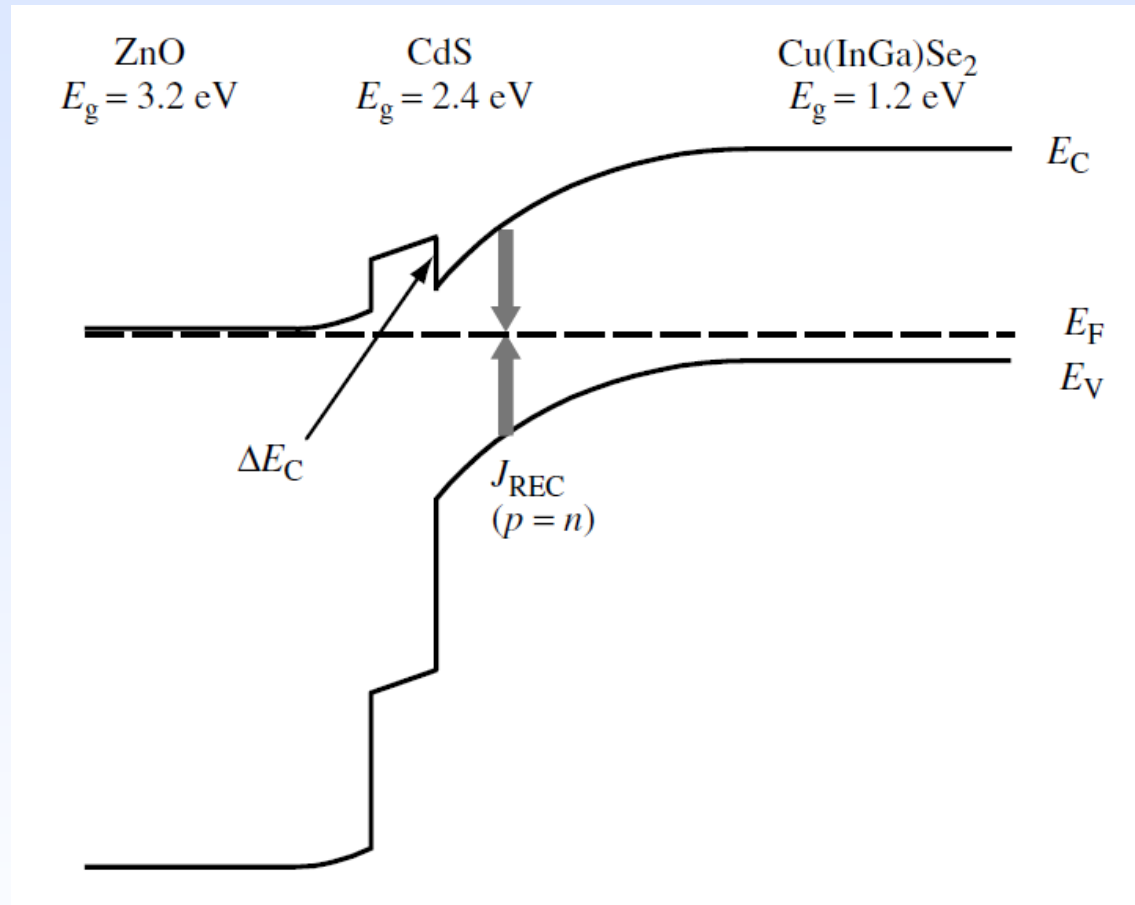 ZnO
E_g = 3.2 eV
CdS
E_g = 2.4 eV
Cu(InGa)Se₂
E_g = 1.2 eV
E_C
E_F
E_V
ΔE_C
J_REC
(p = n)